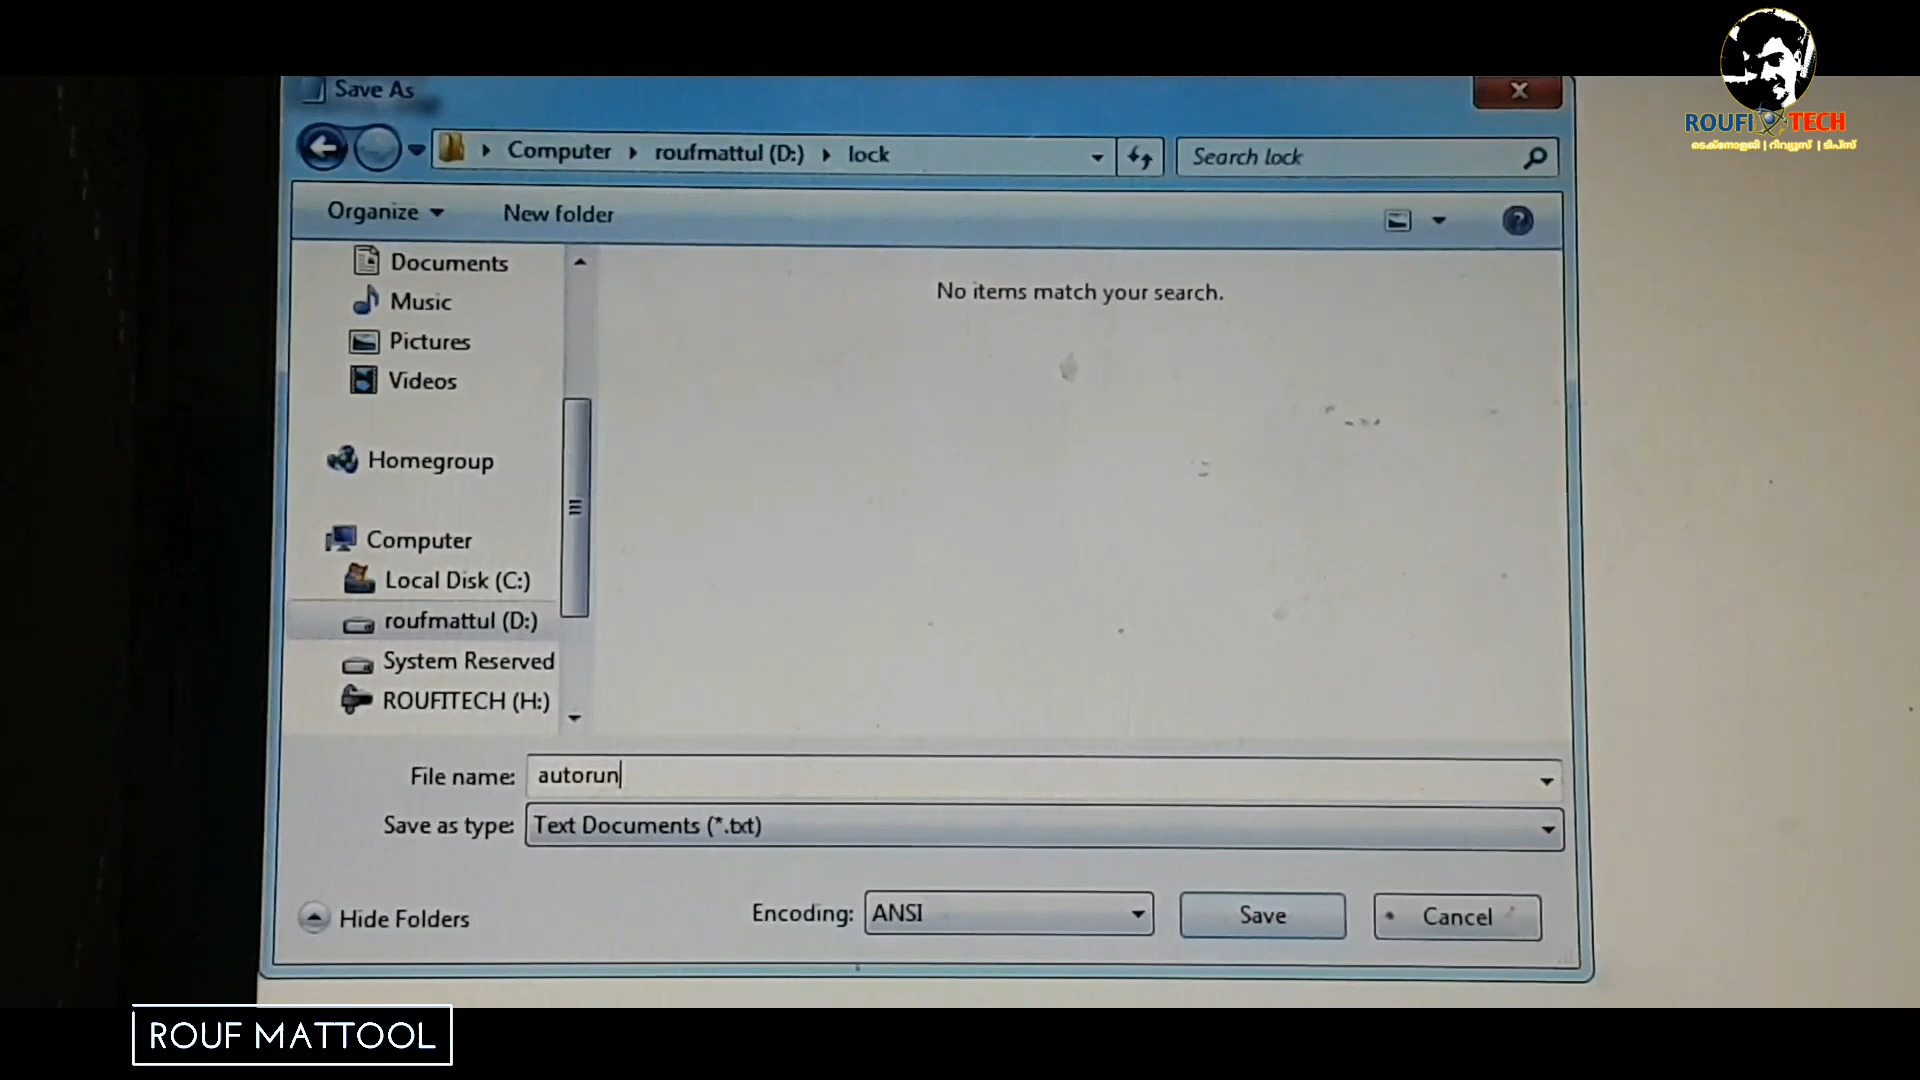 Save As
Computer
roufmattul (D:)
lock
Search lock
ROUFI TECH
ടെക്നോളജി | റിവ്യൂസ് | ടിപ്സ്
Organize
New folder
Documents
Music
Pictures
Videos
Homegroup
Computer
Local Disk (C:)
roufmattul (D:)
System Reserved
ROUFITECH (H:)
No items match your search.
File name: autorun
Save as type: Text Documents (*.txt)
Hide Folders
Encoding: ANSI
Save
Cancel
ROUF MATTOOL